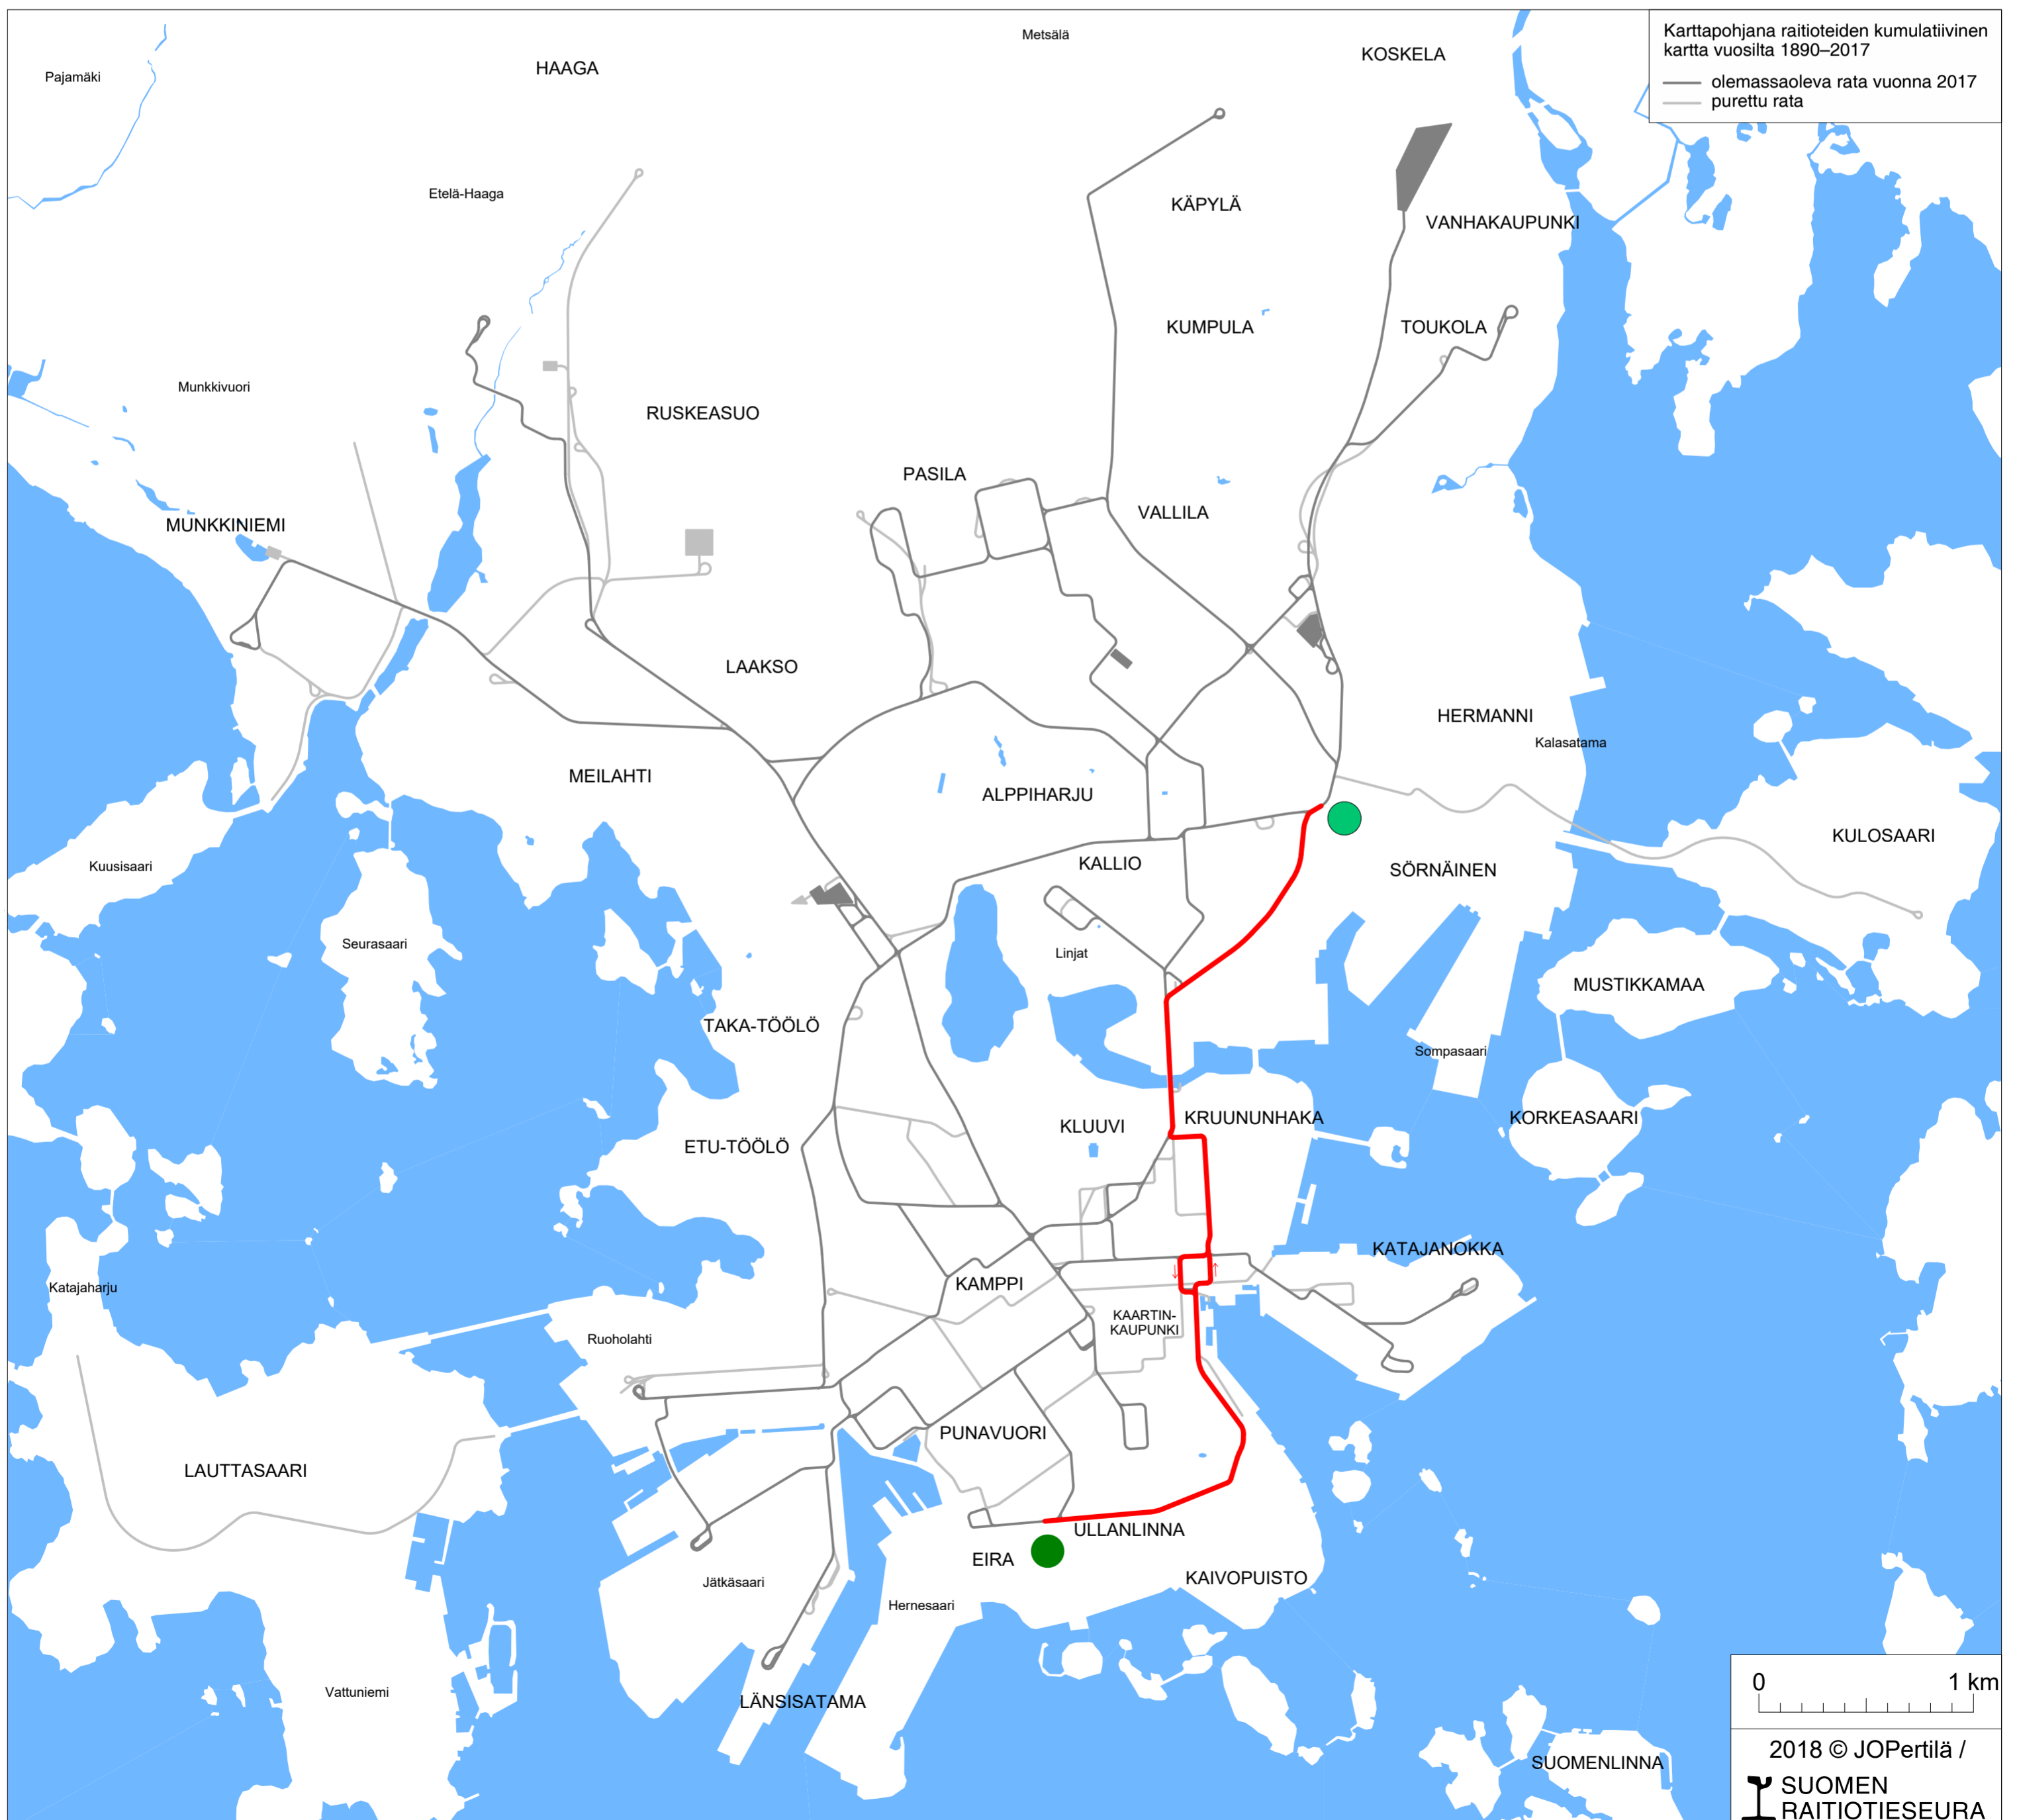 Karttapohjana raitioteiden kumulatiivinen
kartta vuosilta 1890–2017
olemassaoleva rata vuonna 2017
purettu rata
Metsälä
KOSKELA
HAAGA
Pajamäki
Etelä-Haaga
KÄPYLÄ
VANHAKAUPUNKI
KUMPULA
TOUKOLA
Munkkivuori
RUSKEASUO
PASILA
VALLILA
MUNKKINIEMI
LAAKSO
HERMANNI
Kalasatama
MEILAHTI
ALPPIHARJU
KULOSAARI
Kuusisaari
KALLIO
SÖRNÄINEN
Seurasaari
Linjat
MUSTIKKAMAA
TAKA-TÖÖLÖ
Sompasaari
KLUUVI
KRUUNUNHAKA
KORKEASAARI
ETU-TÖÖLÖ
KATAJANOKKA
Katajaharju
KAMPPI
↓
↑
KAARTIN-
KAUPUNKI
Ruoholahti
PUNAVUORI
LAUTTASAARI
ULLANLINNA
EIRA
Jätkäsaari
KAIVOPUISTO
Hernesaari
Vattuniemi
LÄNSISATAMA
SUOMENLINNA
0 1 km
2018 © JOPertilä /
SUOMEN
RAITIOTIESEURA